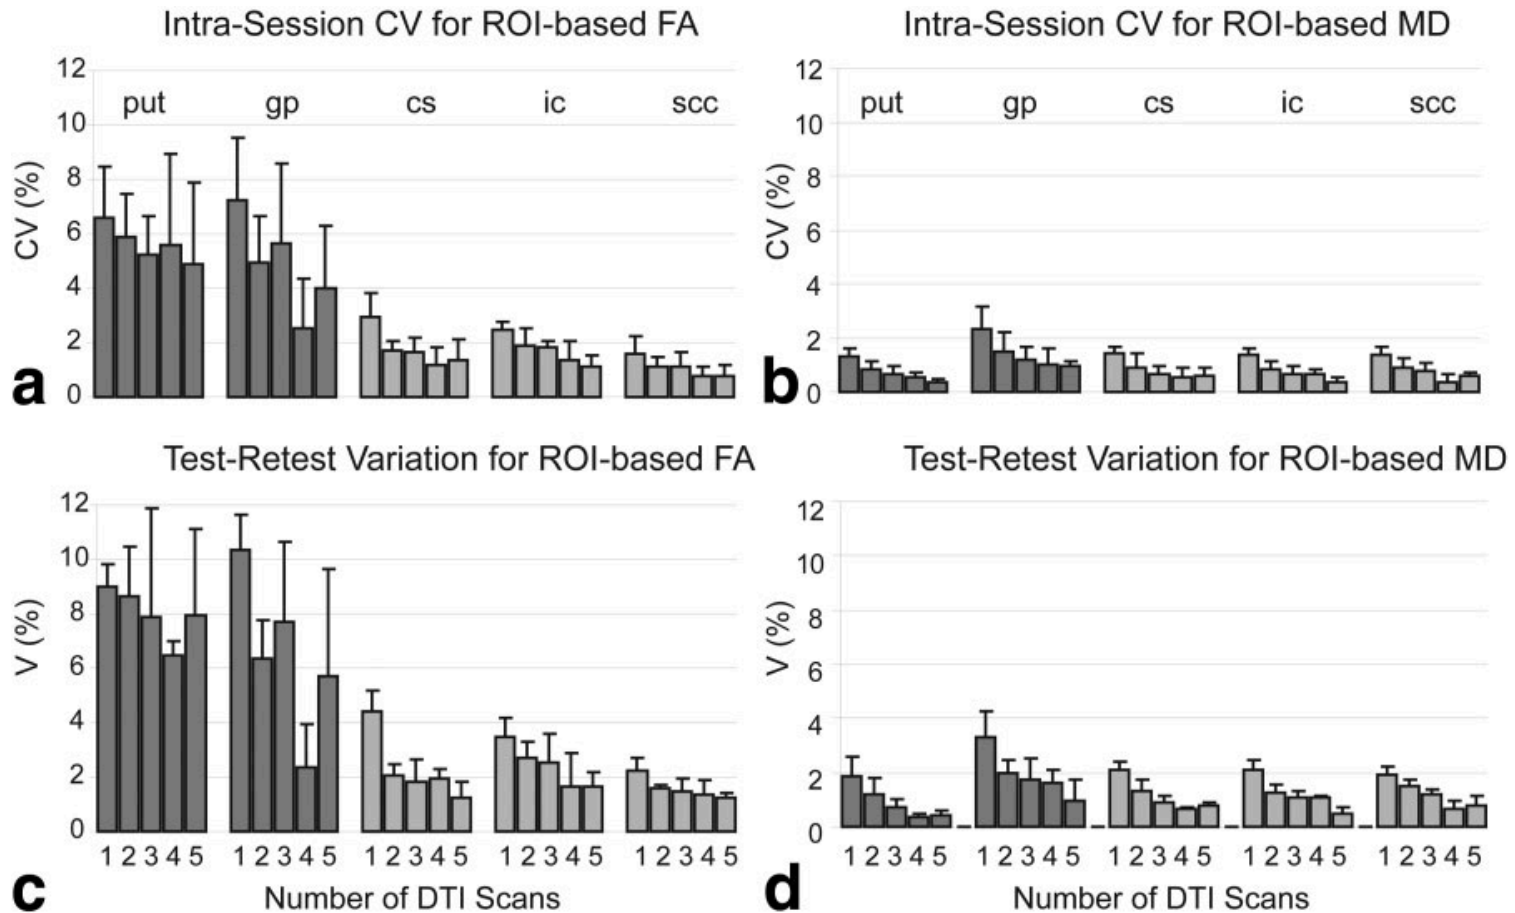 Intra-Session CV for ROI-based FA
12
10
8
6
4
2
0
CV (%)
put gp cs ic scc
a
Intra-Session CV for ROI-based MD
12
10
8
6
4
2
0
CV (%)
put gp cs ic scc
b
Test-Retest Variation for ROI-based FA
12
10
8
6
4
2
0
V (%)
1 2 3 4 5 1 2 3 4 5 1 2 3 4 5 1 2 3 4 5 1 2 3 4 5
Number of DTI Scans
c
Test-Retest Variation for ROI-based MD
12
10
8
6
4
2
0
V (%)
1 2 3 4 5 1 2 3 4 5 1 2 3 4 5 1 2 3 4 5 1 2 3 4 5
Number of DTI Scans
d